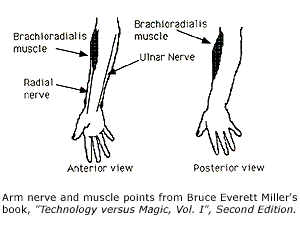 Brachioradialis
muscle
Brachioradialis
muscle
Ulnar Nerve
Radial
nerve
Anterior view
Posterior view
Arm nerve and muscle points from Bruce Everett Miller's
book, "Technology versus Magic, Vol. I", Second Edition.